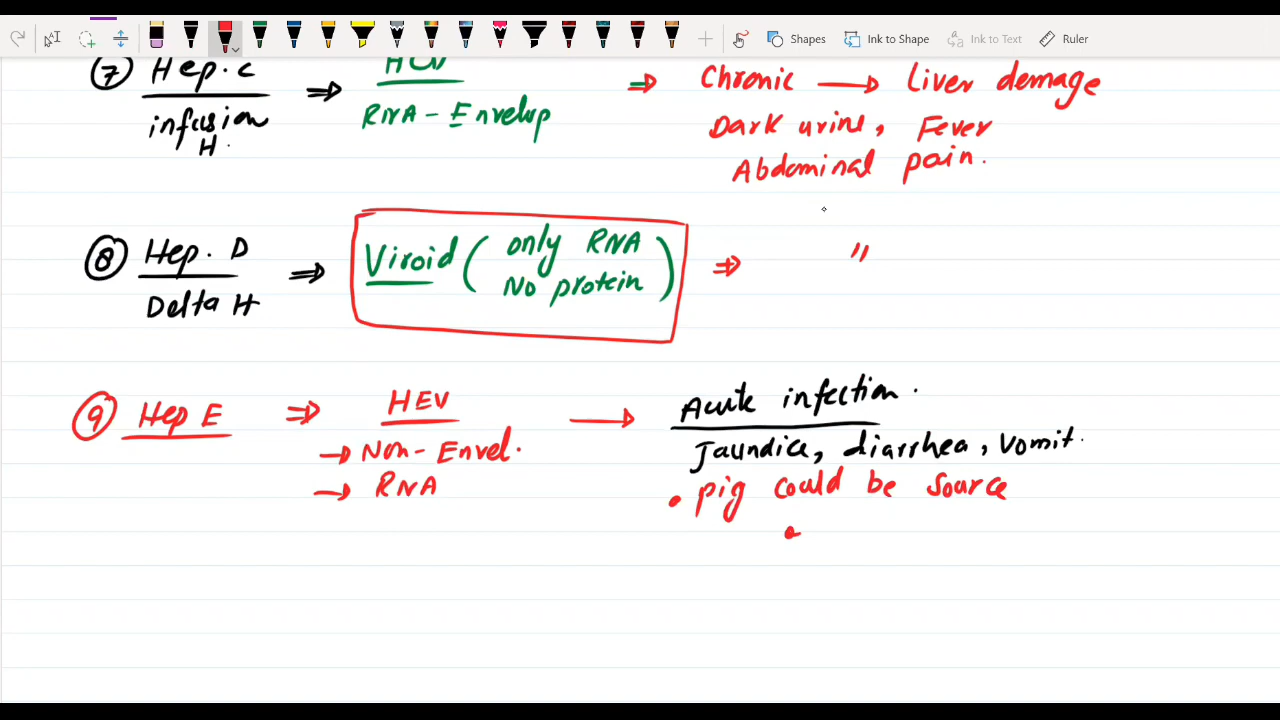 Shapes Ink to Shape Ink to Text Ruler
7 Hep. C ⇒ HCV ⇒ Chronic → Liver demage
infusion H. RNA - Envelop Dark urine, Fever
Abdominal pain.
8 Hep. D ⇒ Viroid ( only RNA No protein ) ⇒ "
Delta H
9 Hep E ⇒ HEV → Acute infection.
→ Non-Envel. Jaundice, diarrhea, Vomit.
→ RNA • pig could be source